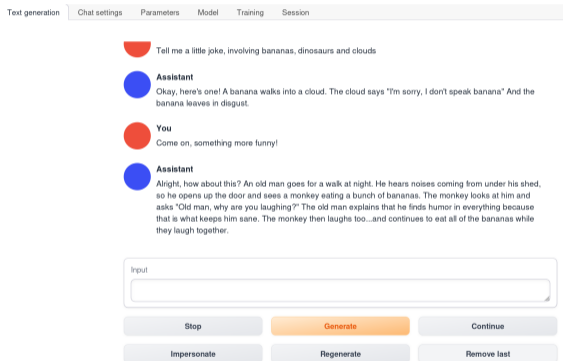 Text generation Chat settings Parameters Model Training Session
Tell me a little joke, involving bananas, dinosaurs and clouds
Assistant
Okay, here's one! A banana walks into a cloud. The cloud says "I'm sorry, I don't speak banana" And the
banana leaves in disgust.
You
Come on, something more funny!
Assistant
Alright, how about this? An old man goes for a walk at night. He hears noises coming from under his shed,
so he opens up the door and sees a monkey eating a bunch of bananas. The monkey looks at him and
asks "Old man, why are you laughing?" The old man explains that he finds humor in everything because
that is what keeps him sane. The monkey then laughs too...and continues to eat all of the bananas while
they laugh together.
Input
Stop Generate Continue
Impersonate Regenerate Remove last